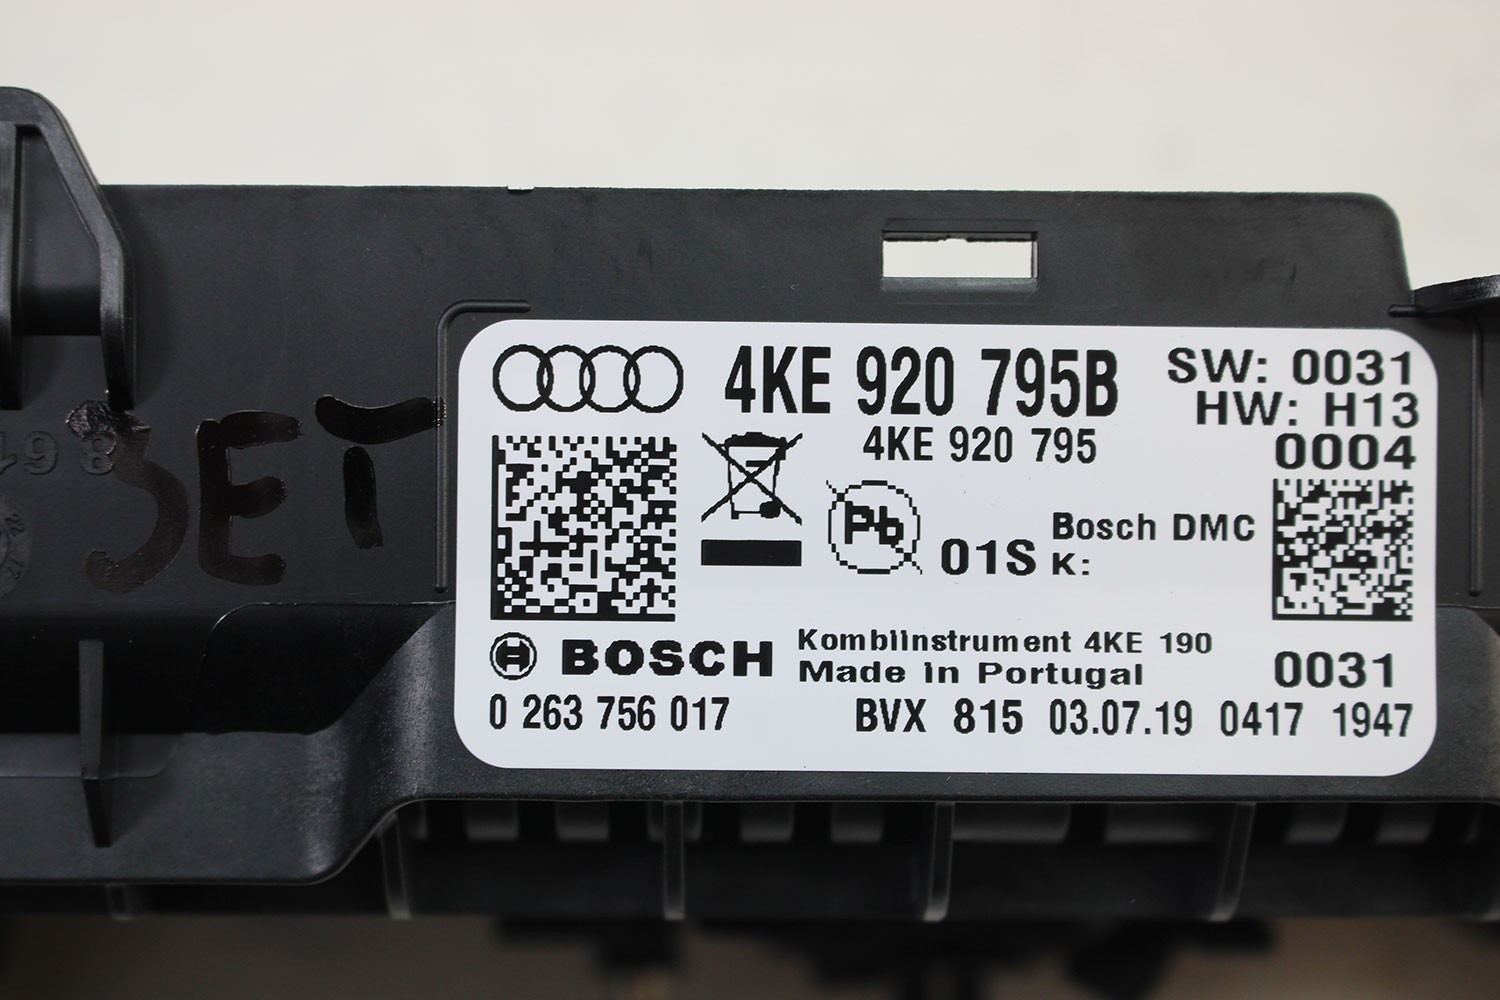 4KE 920 795B
SW: 0031
HW: H13
4KE 920 795
0004
Pb
01S
Bosch DMC
K:
BOSCH
Kombiinstrument 4KE 190
Made in Portugal
0031
0 263 756 017
BVX 815 03.07.19 0417 1947